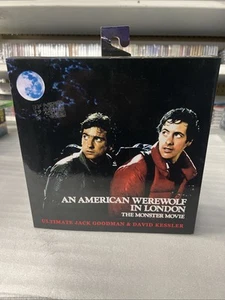 AN AMERICAN WEREWOLF
IN LONDON
THE MONSTER MOVIE
ULTIMATE JACK GOODMAN & DAVID KESSLER